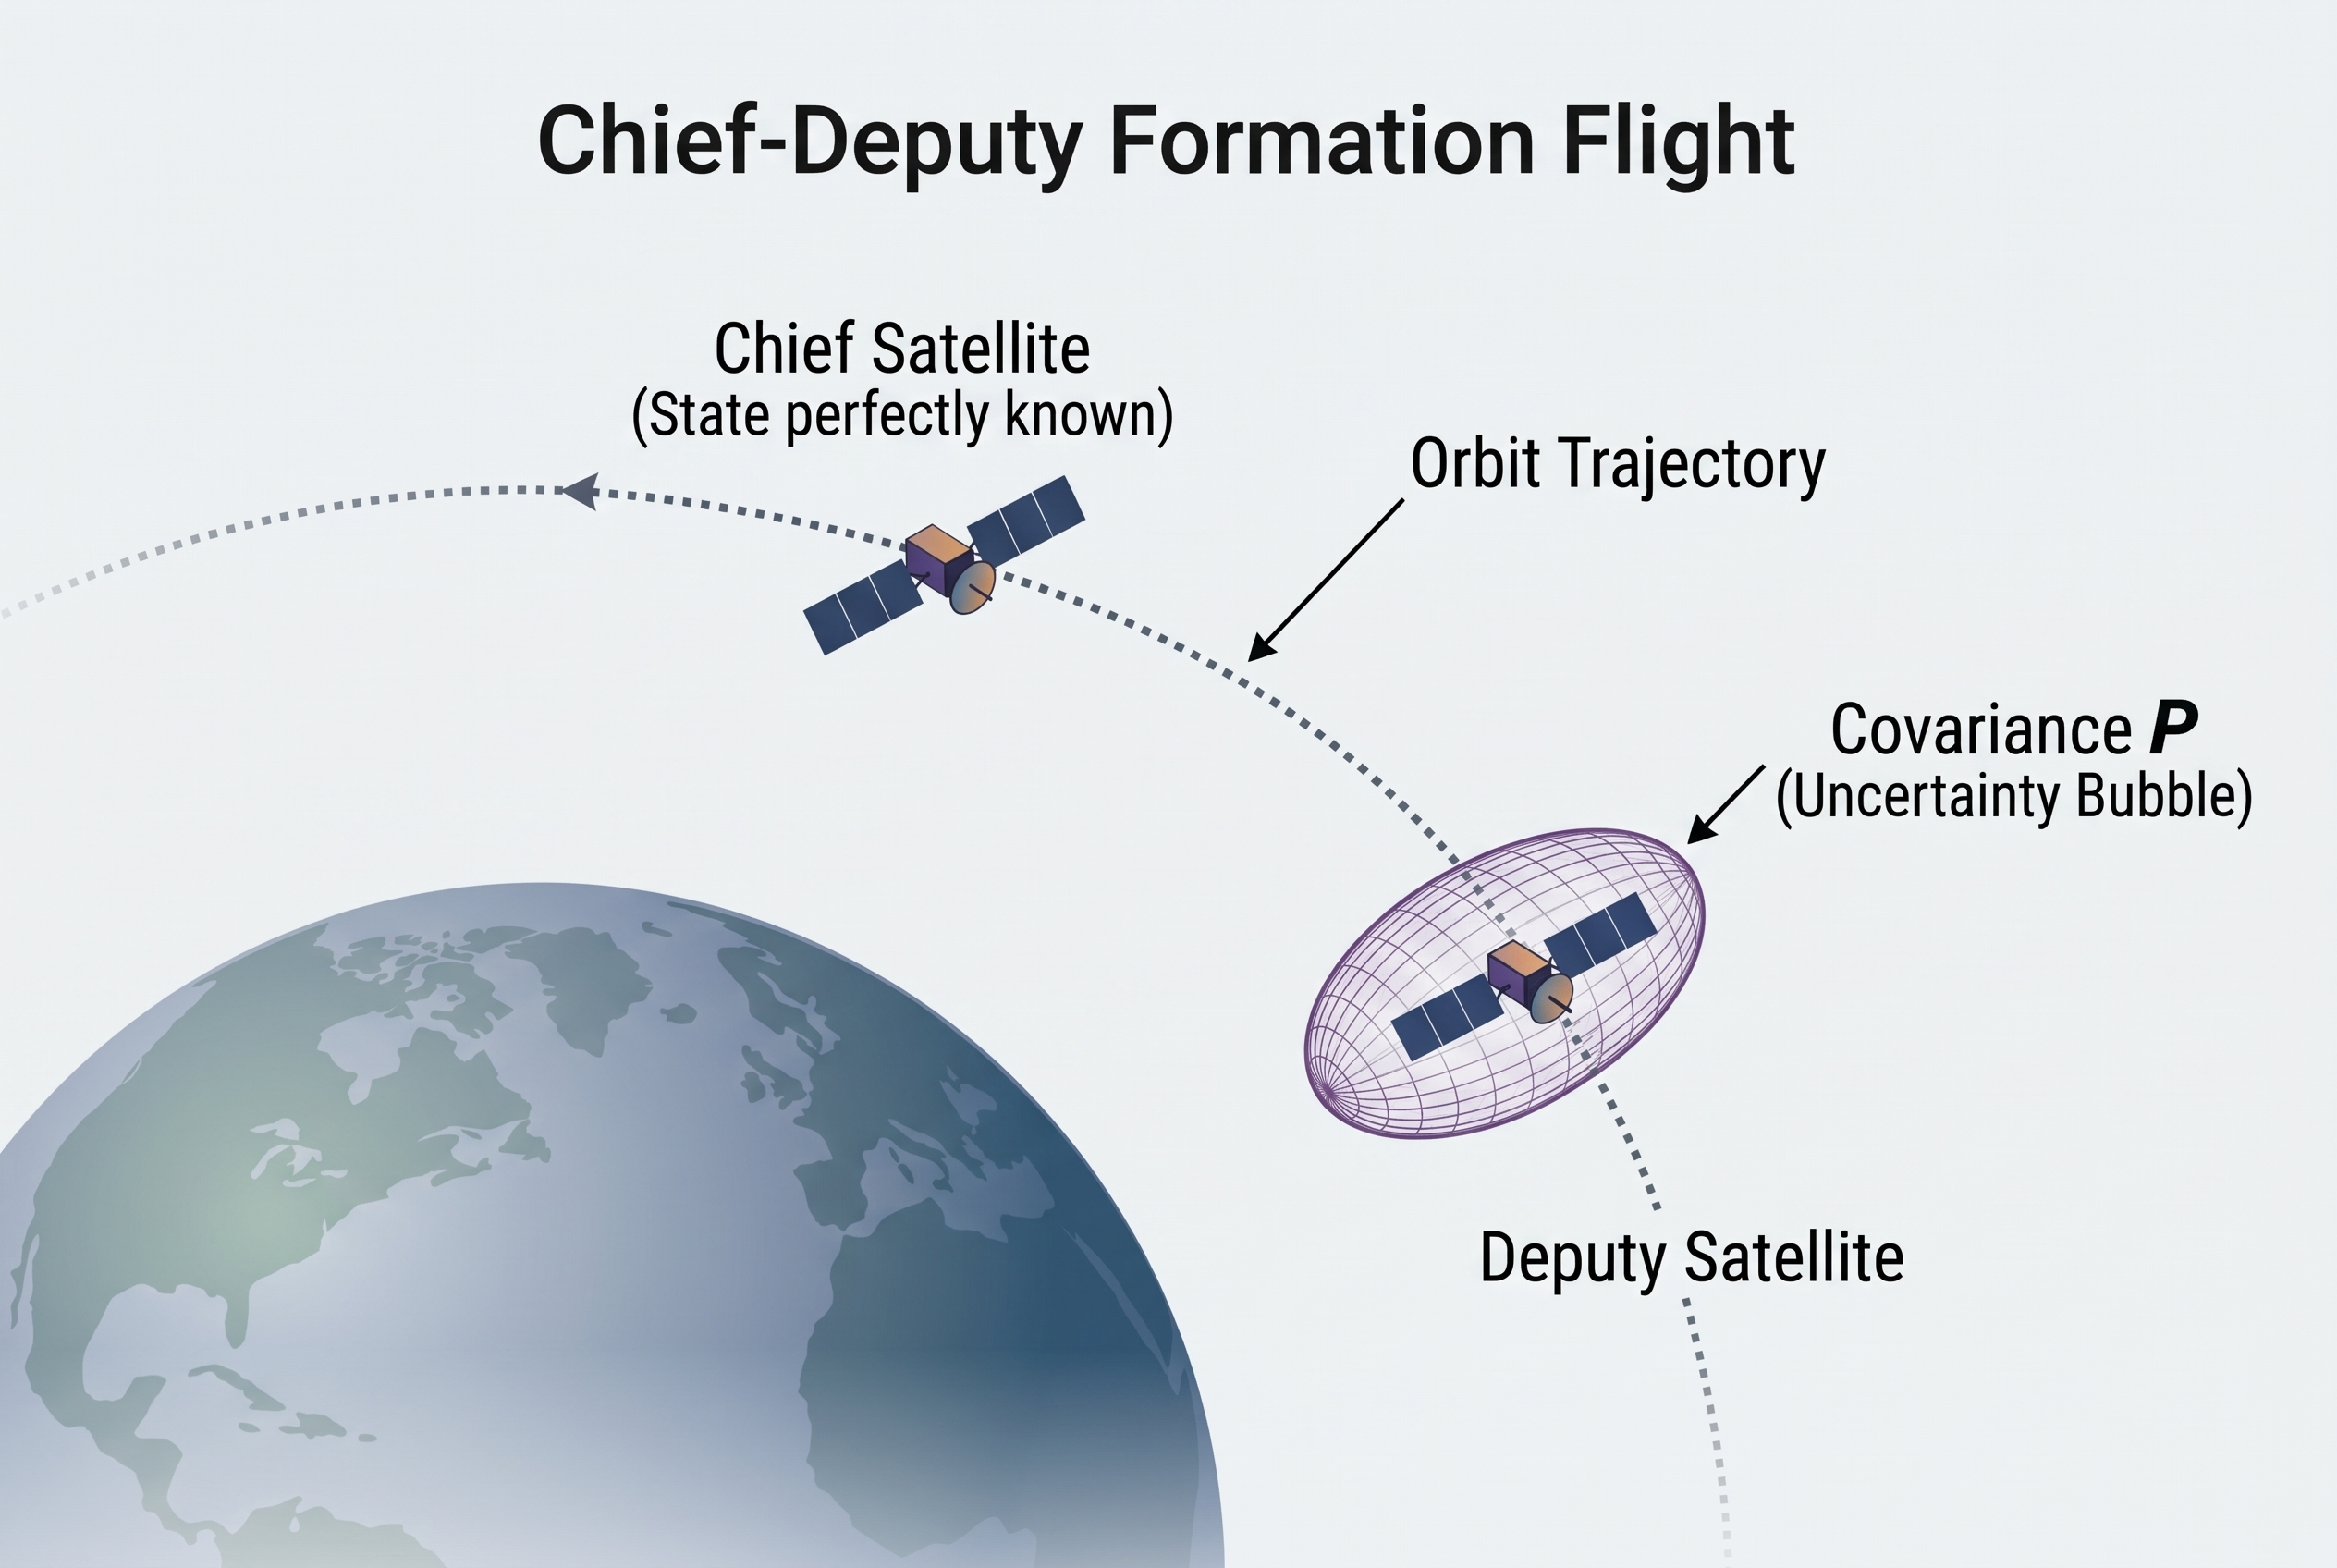 Chief-Deputy Formation Flight
Chief Satellite
(State perfectly known)
Orbit Trajectory
Covariance P
(Uncertainty Bubble)
Deputy Satellite